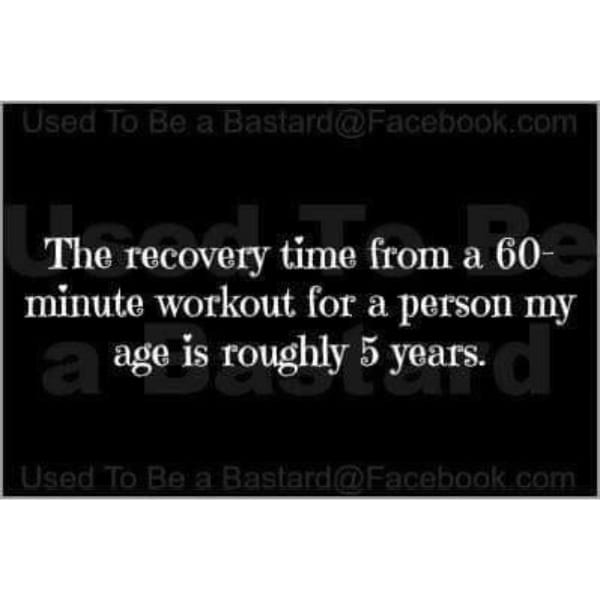 Used To Be a Bastard@Facebook.com
Used To Be
The recovery time from a 60-
minute workout for a person my
age is roughly 5 years.
a Bastard
Used To Be a Bastard@Facebook.com